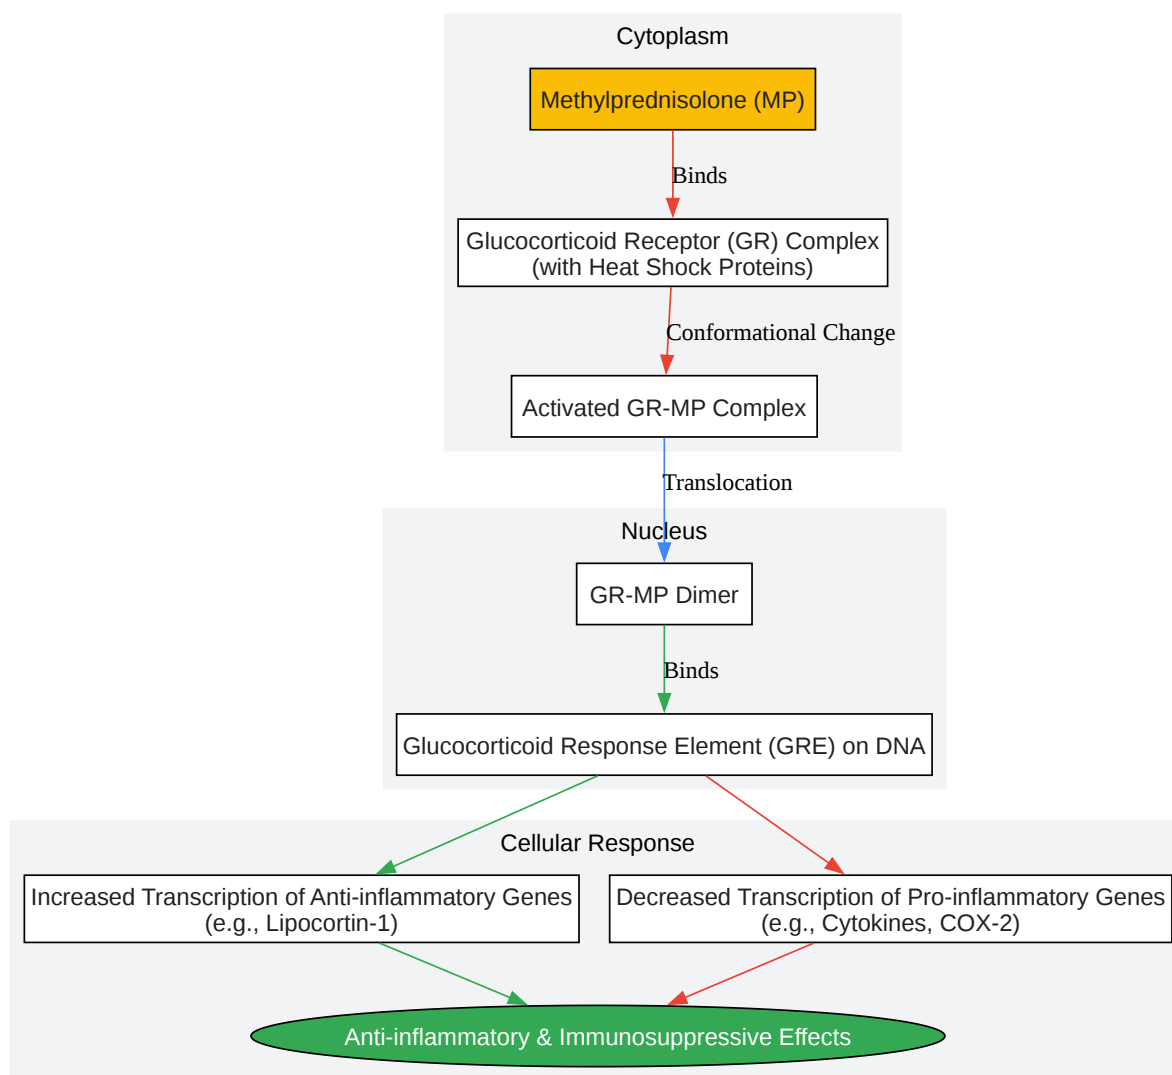 Cytoplasm
Methylprednisolone (MP)
Binds
Glucocorticoid Receptor (GR) Complex
(with Heat Shock Proteins)
Conformational Change
Activated GR-MP Complex
Translocation
Nucleus
GR-MP Dimer
Binds
Glucocorticoid Response Element (GRE) on DNA
Cellular Response
Increased Transcription of Anti-inflammatory Genes
(e.g., Lipocortin-1)
Decreased Transcription of Pro-inflammatory Genes
(e.g., Cytokines, COX-2)
Anti-inflammatory & Immunosuppressive Effects